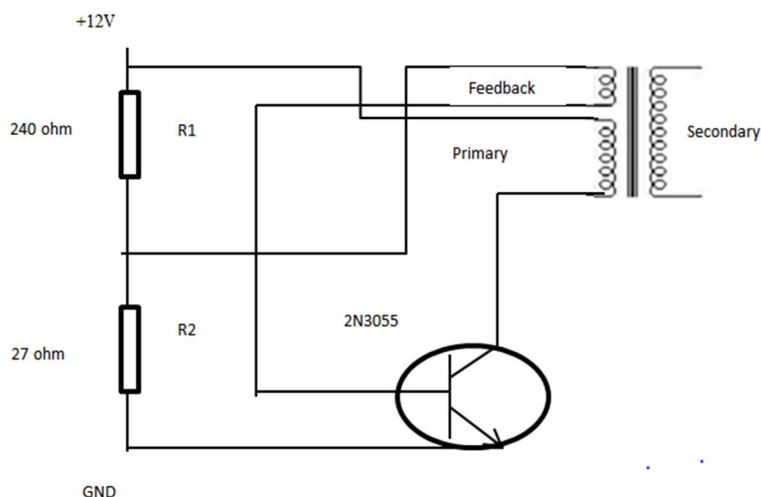 +12V
Feedback
240 ohm
R1
Secondary
Primary
2N3055
R2
27 ohm
GND